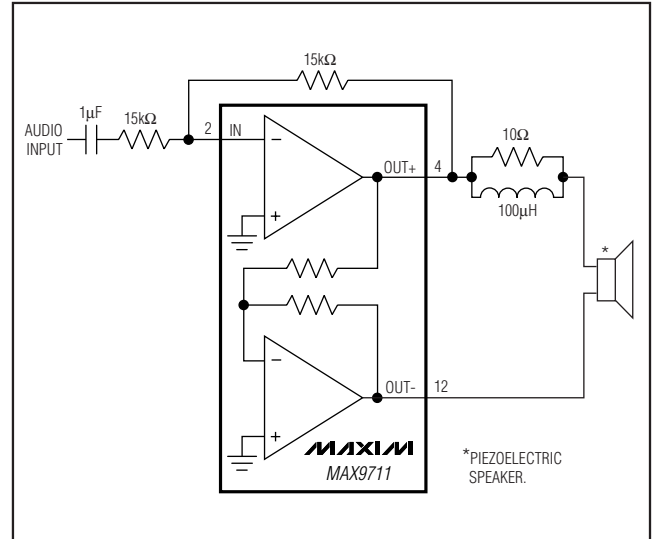 15kΩ
1µF
15kΩ
AUDIO
INPUT
2
IN
−
+
OUT+
4
10Ω
100µH
*
−
+
OUT-
12
MAXIM
MAX9711
*PIEZOELECTRIC
SPEAKER.